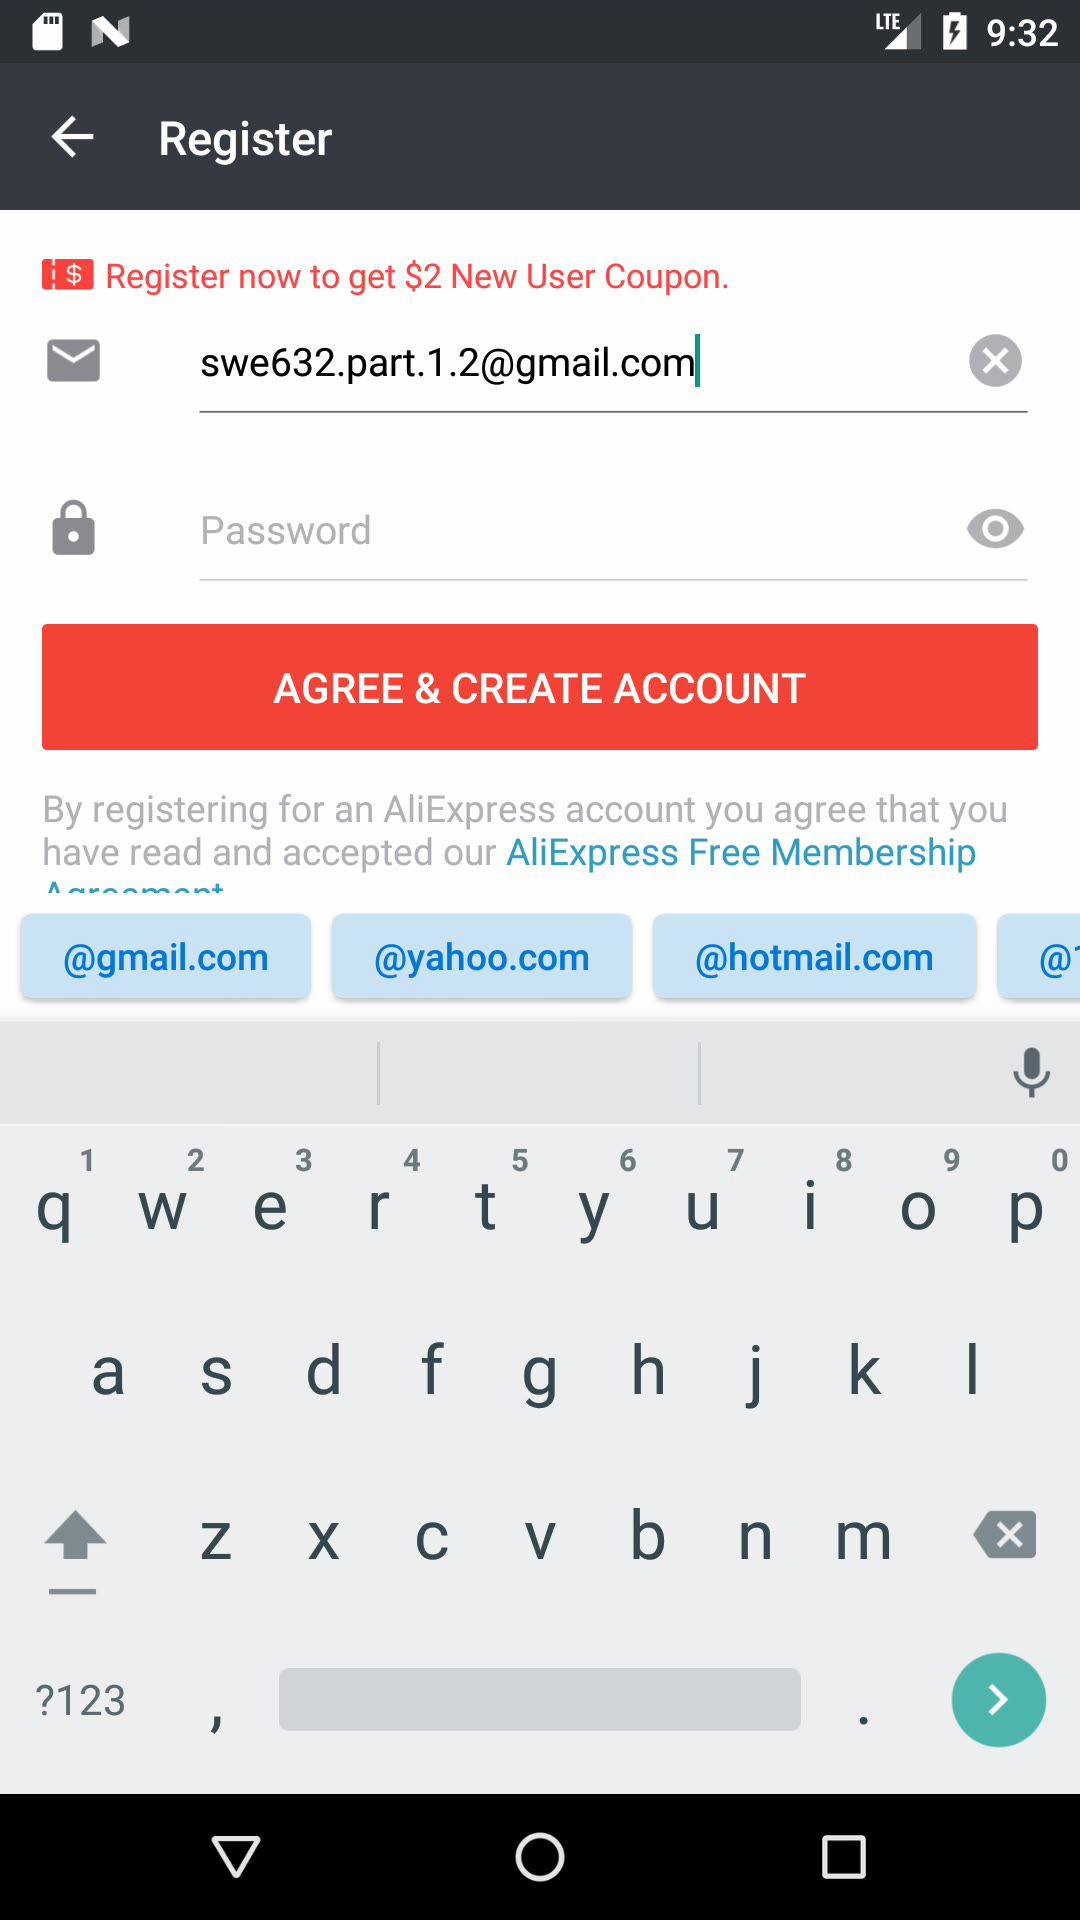 LTE 9:32
Register
$ Register now to get $2 New User Coupon.
swe632.part.1.2@gmail.com
Password
AGREE & CREATE ACCOUNT
By registering for an AliExpress account you agree that you
have read and accepted our AliExpress Free Membership
Agreement
@gmail.com @yahoo.com @hotmail.com @1
1 2 3 4 5 6 7 8 9 0
q w e r t y u i o p
a s d f g h j k l
z x c v b n m
?123 , .